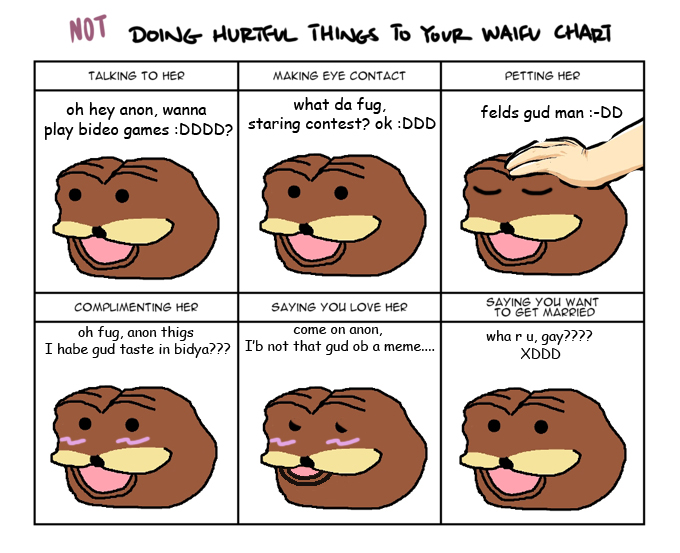 NOT DOING HURTFUL THINGS TO YOUR WAIFU CHART
TALKING TO HER
oh hey anon, wanna
play bideo games :DDDD?
MAKING EYE CONTACT
what da fug,
staring contest? ok :DDD
PETTING HER
felds gud man :-DD
COMPLIMENTING HER
oh fug, anon thigs
I habe gud taste in bidya???
SAYING YOU LOVE HER
come on anon,
I'b not that gud ob a meme....
SAYING YOU WANT
TO GET MARRIED
wha r u, gay????
XDDD